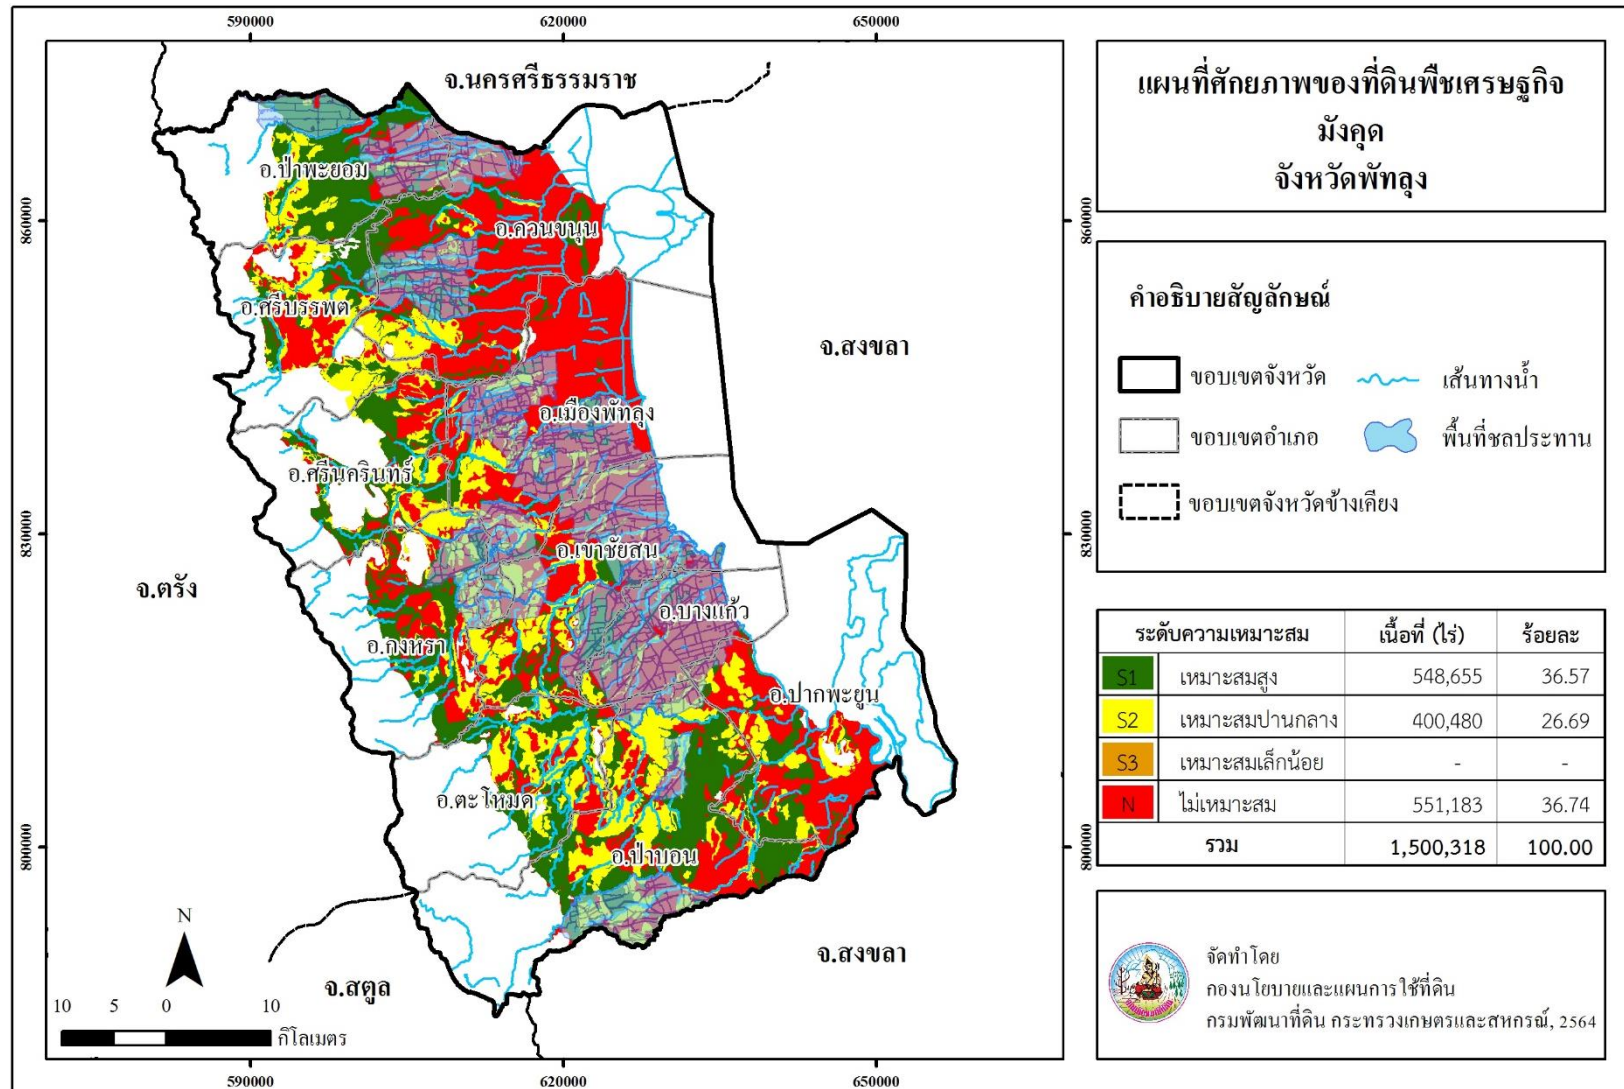 590000
620000
650000
จ.นครศรีธรรมราช
อ.ป่าพะยอม
860000
อ.ควนขนุน
860000
อ.ศรีบรรพต
จ.สงขลา
อ.เมืองพัทลุง
อ.ศรีนครินทร์
830000
อ.เขาชัยสน
830000
จ.ตรัง
อ.บางแก้ว
อ.กงหรา
อ.ปากพะยูน
อ.ตะโหมด
800000
อ.ป่าบอน
800000
N
จ.สตูล
จ.สงขลา
10 5 0 10
กิโลเมตร
590000
620000
650000
แผนที่ศักยภาพของที่ดินพืชเศรษฐกิจ
มังคุด
จังหวัดพัทลุง
คำอธิบายสัญลักษณ์
ขอบเขตจังหวัด เส้นทางน้ำ
ขอบเขตอำเภอ พื้นที่ชลประทาน
ขอบเขตจังหวัดข้างเคียง
ระดับความเหมาะสม เนื้อที่ (ไร่) ร้อยละ
S1 เหมาะสมสูง 548,655 36.57
S2 เหมาะสมปานกลาง 400,480 26.69
S3 เหมาะสมเล็กน้อย - -
N ไม่เหมาะสม 551,183 36.74
รวม 1,500,318 100.00
จัดทำโดย
กองนโยบายและแผนการใช้ที่ดิน
กรมพัฒนาที่ดิน กระทรวงเกษตรและสหกรณ์, 2564